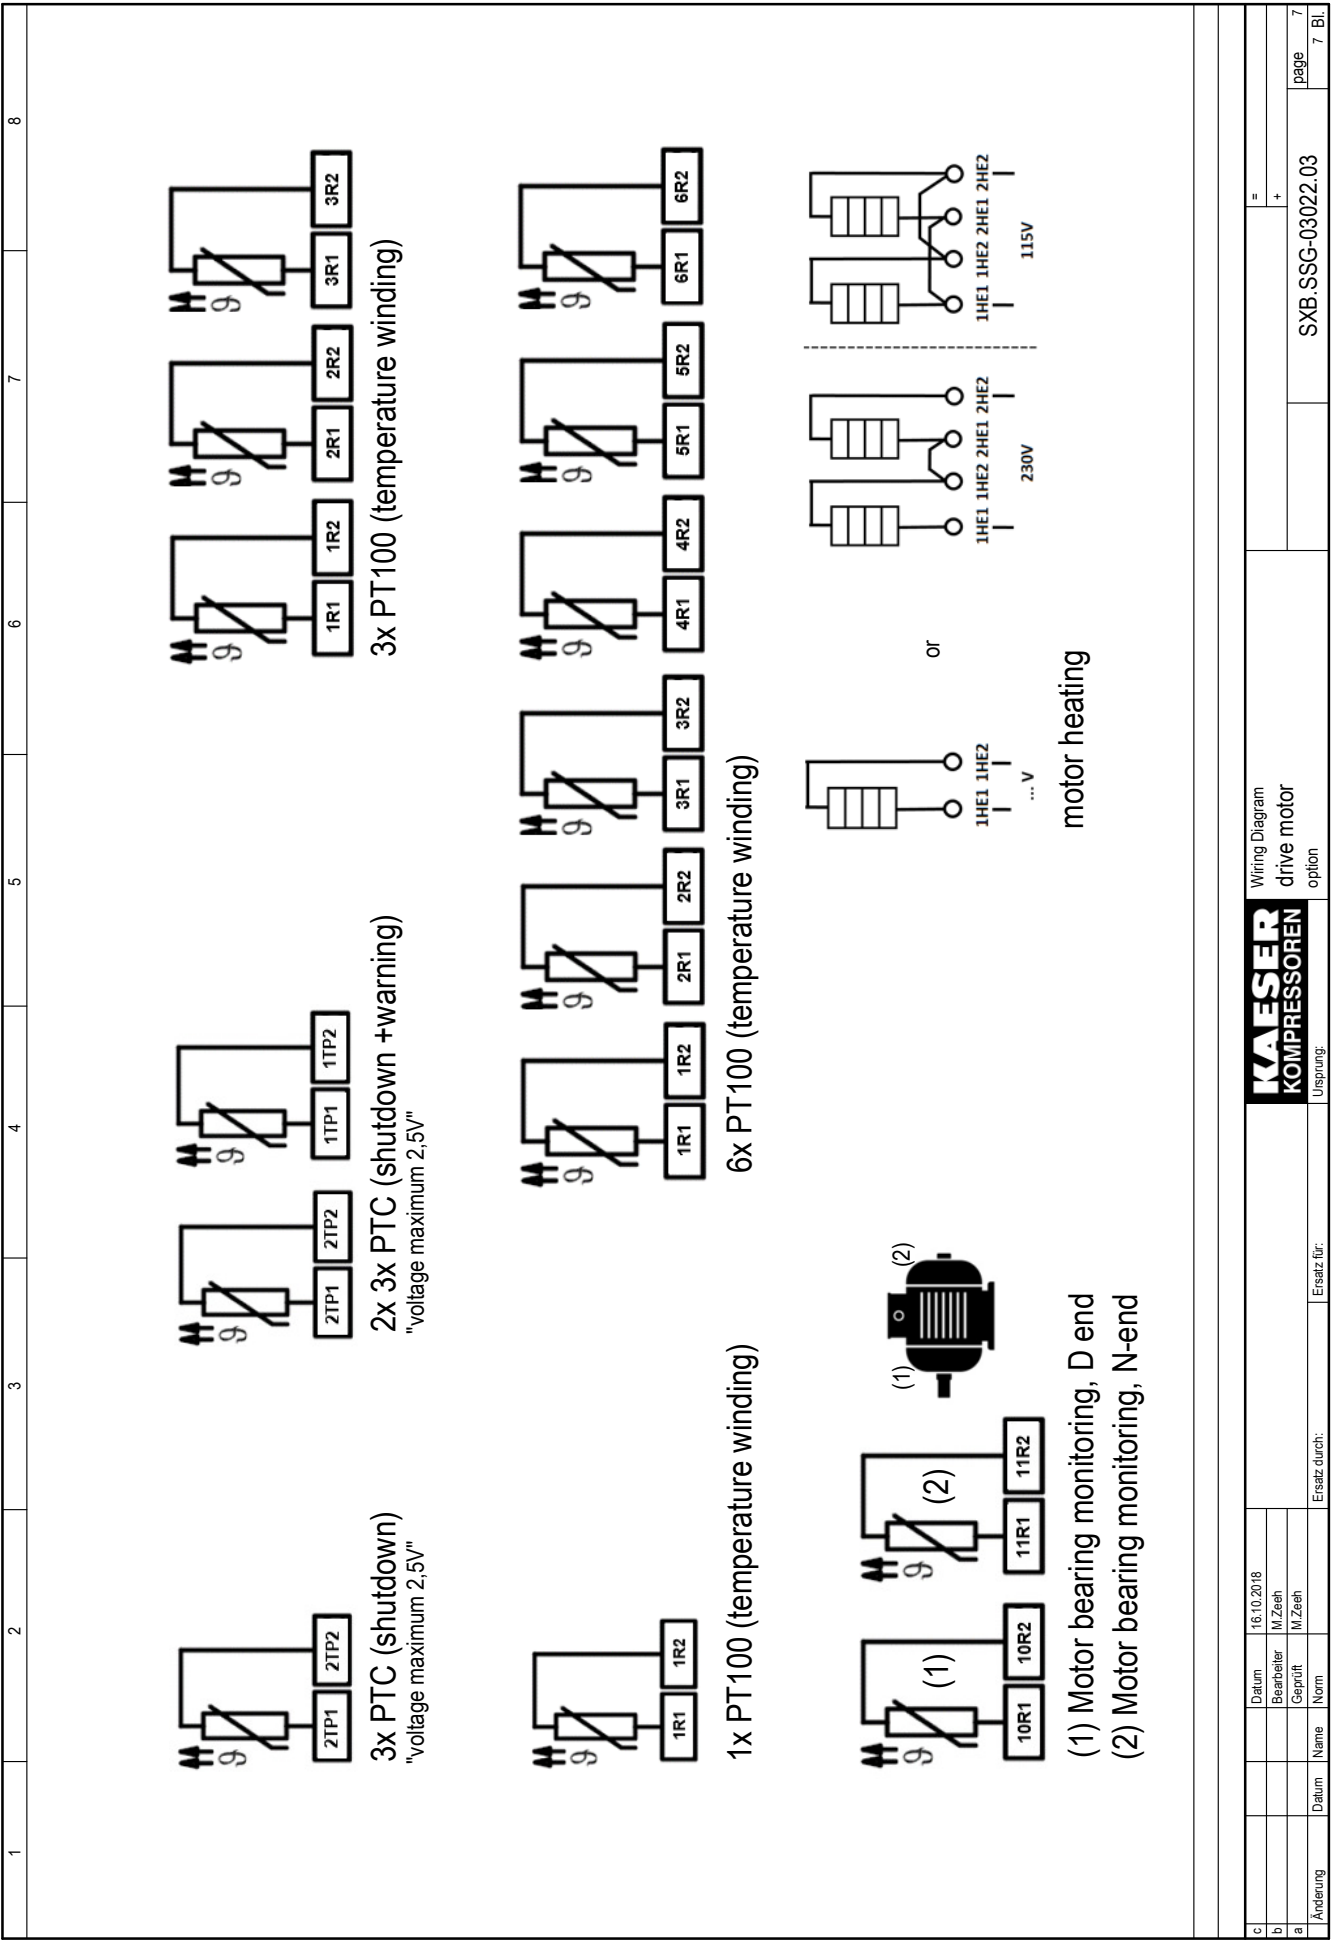 1 2 3 4 5 6 7 8
2TP1 2TP2
3x PTC (shutdown)
"voltage maximum 2,5V"
2TP1 2TP2 1TP1 1TP2
2x 3x PTC (shutdown +warning)
"voltage maximum 2,5V"
1R1 1R2 2R1 2R2 3R1 3R2
3x PT100 (temperature winding)
1R1 1R2
1x PT100 (temperature winding)
1R1 1R2 2R1 2R2 3R1 3R2 4R1 4R2 5R1 5R2 6R1 6R2
6x PT100 (temperature winding)
(1) (2)
(1) (2)
10R1 10R2 11R1 11R2
(1) Motor bearing monitoring, D end
(2) Motor bearing monitoring, N-end
1HE1 1HE2
... V
or
1HE1 1HE2 2HE1 2HE2
230V
1HE1 1HE2 2HE1 2HE2
115V
motor heating
c Datum 16.10.2018
b Bearbeiter M.Zeeh
a Geprüft M.Zeeh
Änderung Datum Name Norm
Ersatz durch: Ersatz für: Ursprung:
KAESER
KOMPRESSOREN
Wiring Diagram
drive motor
option
=
+
SXB.SSG-03022.03
page 7
7 Bl.